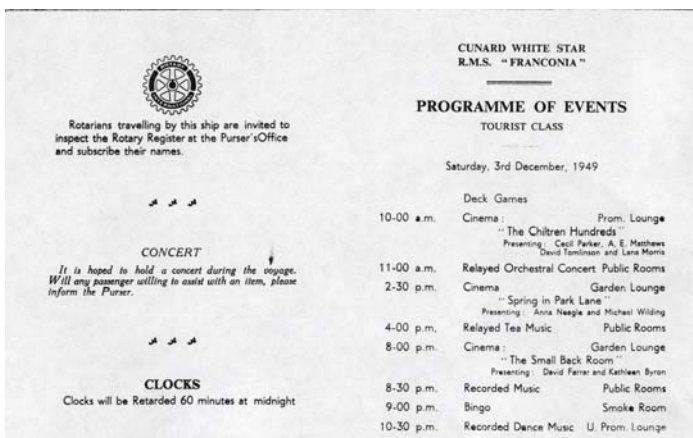 ROTARY
INTERNATIONAL
Rotarians travelling by this ship are invited to
inspect the Rotary Register at the Purser'sOffice
and subscribe their names.
CONCERT
It is hoped to hold a concert during the voyage.
Will any passenger willing to assist with an item, please
inform the Purser.
CLOCKS
Clocks will be Retarded 60 minutes at midnight
CUNARD WHITE STAR
R.M.S. "FRANCONIA"
PROGRAMME OF EVENTS
TOURIST CLASS
Saturday, 3rd December, 1949
Deck Games
10-00 a.m. Cinema : Prom. Lounge
"The Chiltren Hundreds"
Presenting : Cecil Parker, A. E. Matthews
David Tomlinson and Lana Morris
11-00 a.m. Relayed Orchestral Concert Public Rooms
2-30 p.m. Cinema Garden Lounge
"Spring in Park Lane"
Presenting : Anna Neagle and Michael Wilding
4-00 p.m, Relayed Tea Music Public Rooms
8-00 p.m. Cinema : Garden Lounge
"The Small Back Room"
Presenting : David Farrar and Kathleen Byron
8-30 p.m. Recorded Music Public Rooms
9-00 p.m. Bingo Smoke Room
10-30 p.m. Recorded Dance Music U. Prom. Lounge